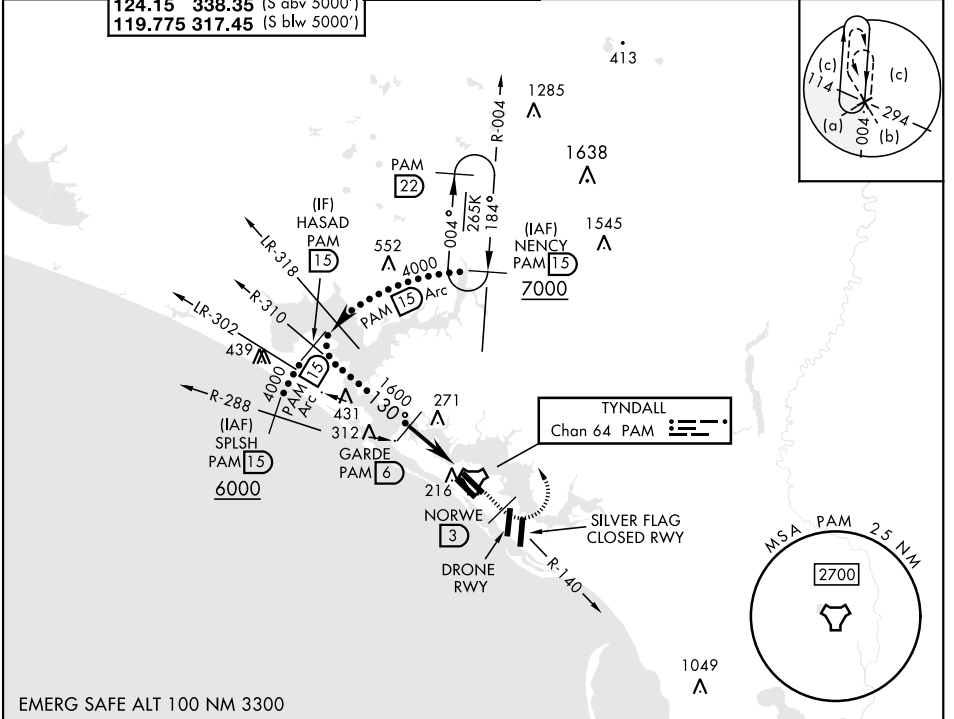 124.15 338.35 (S abv 5000')
119.775 317.45 (S blw 5000')
413
(c)
(c)
114
294
(a)
(b)
004
R-004
1285
PAM
22
1638
004°
265K
184°
(IF)
HASAD
PAM
15
1545
(IAF)
NENCY
PAM 15
7000
LR-318
552
4000
PAM 15 Arc
R-310
LR-302
439
4000
PAM 15
Arc
R-288
431
1600
130°
271
312
(IAF)
SPLSH
PAM 15
6000
GARDE
PAM 6
TYNDALL
Chan 64 PAM
216
NORWE
3
SILVER FLAG
CLOSED RWY
DRONE
RWY
R-140
MSA PAM 25 NM
2700
1049
EMERG SAFE ALT 100 NM 3300